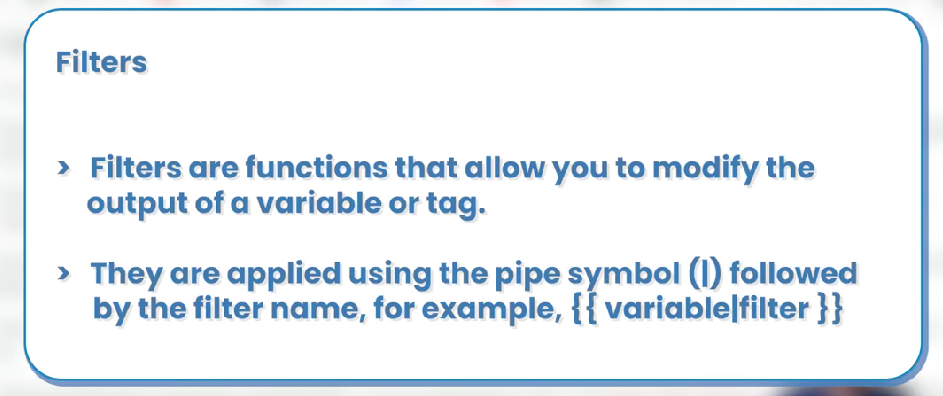 Filters
› Filters are functions that allow you to modify the
output of a variable or tag.
› They are applied using the pipe symbol (|) followed
by the filter name, for example, {{ variable|filter }}